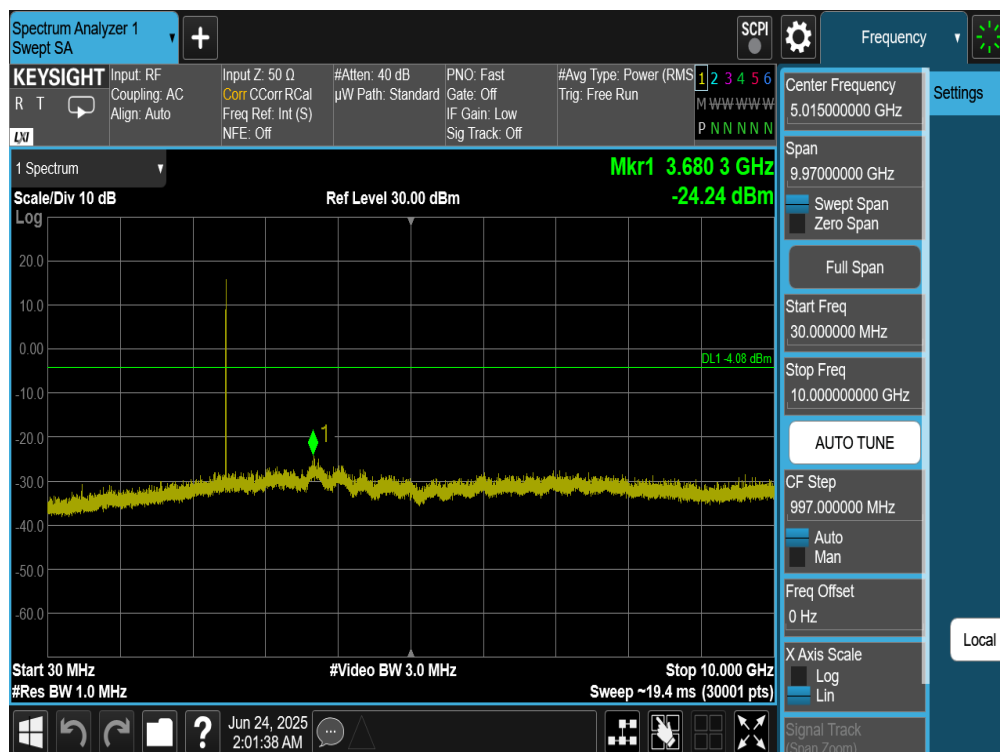 Spectrum Analyzer 1
Swept SA
+
SCPI
Frequency
KEYSIGHT
R T
LXI
Input: RF
Coupling: AC
Align: Auto
Input Z: 50 Ω
Corr CCorr RCal
Freq Ref: Int (S)
NFE: Off
#Atten: 40 dB
µW Path: Standard
PNO: Fast
Gate: Off
IF Gain: Low
Sig Track: Off
#Avg Type: Power (RMS
Trig: Free Run
1 2 3 4 5 6
M W W W W W
P N N N N N
1 Spectrum
Mkr1 3.680 3 GHz
-24.24 dBm
Scale/Div 10 dB
Ref Level 30.00 dBm
Log
20.0
10.0
0.00
DL1 -4.08 dBm
-10.0
-20.0
1
-30.0
-40.0
-50.0
-60.0
Start 30 MHz
#Video BW 3.0 MHz
Stop 10.000 GHz
#Res BW 1.0 MHz
Sweep ~19.4 ms (30001 pts)
Center Frequency
5.015000000 GHz
Settings
Span
9.97000000 GHz
Swept Span
Zero Span
Full Span
Start Freq
30.000000 MHz
Stop Freq
10.000000000 GHz
AUTO TUNE
CF Step
997.000000 MHz
Auto
Man
Freq Offset
0 Hz
Local
X Axis Scale
Log
Lin
Signal Track
(Span Zoom)
?
Jun 24, 2025
2:01:38 AM